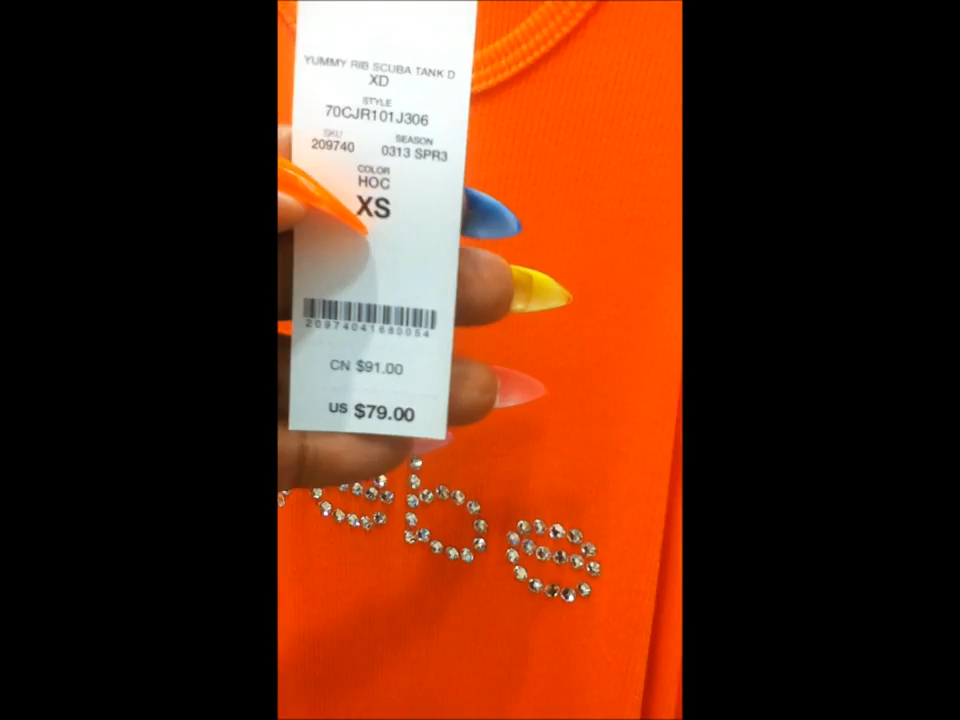 YUMMY RIB SCUBA TANK D
XD
STYLE
70CJR101J306
SKU SEASON
209740 0313 SPR3
COLOR
HOC
XS
20974041680054
CN $91.00
US $79.00
be